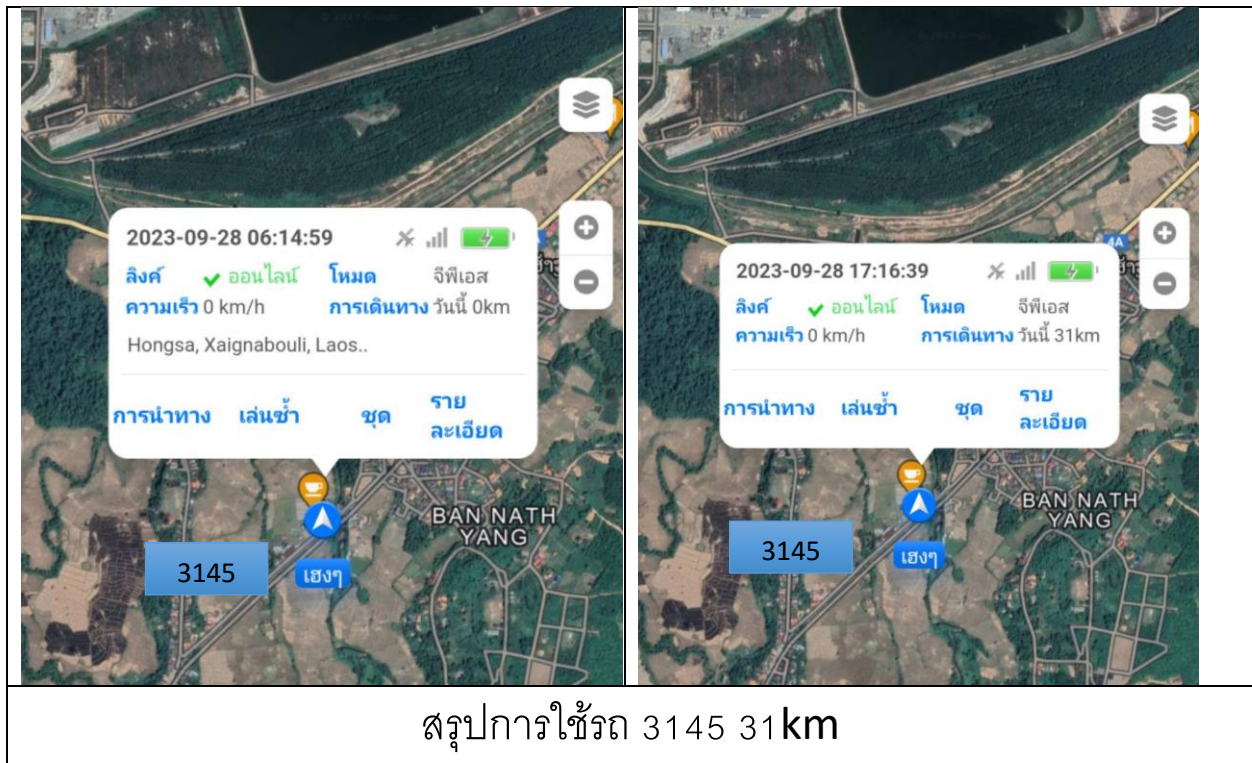 2023-09-28 06:14:59
ลิงค์ ออนไลน์ โหมด จีพีเอส
ความเร็ว 0 km/h การเดินทาง วันนี้ 0km
Hongsa, Xaignabouli, Laos..
การนำทาง เล่นซ้ำ ชุด ราย
ละเอียด
BAN NATH
YANG
3145
เฮงๆ
4A
2023-09-28 17:16:39
ลิงค์ ออนไลน์ โหมด จีพีเอส
ความเร็ว 0 km/h การเดินทาง วันนี้ 31km
การนำทาง เล่นซ้ำ ชุด ราย
ละเอียด
BAN NATH
YANG
3145
เฮงๆ
สรุปการใช้รถ 3145 31km